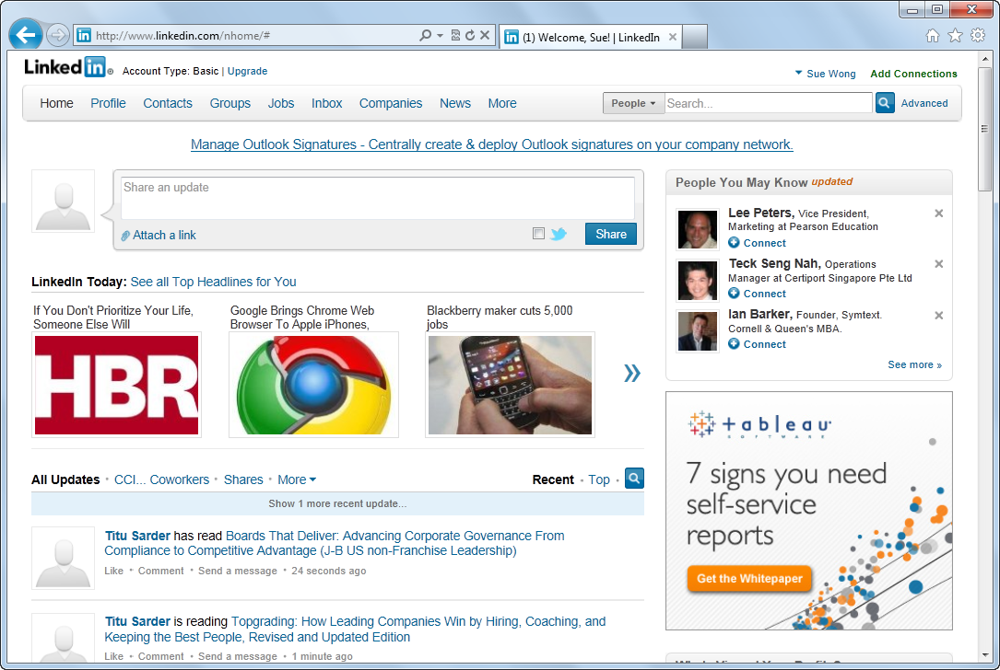 http://www.linkedin.com/nhome/#
(1) Welcome, Sue! | LinkedIn
Linked in® Account Type: Basic | Upgrade
Sue Wong Add Connections
Home Profile Contacts Groups Jobs Inbox Companies News More People Search... Advanced
Manage Outlook Signatures - Centrally create & deploy Outlook signatures on your company network.
Share an update
Attach a link
Share
LinkedIn Today: See all Top Headlines for You
If You Don't Prioritize Your Life,
Someone Else Will
HBR
Google Brings Chrome Web
Browser To Apple iPhones,
Blackberry maker cuts 5,000
jobs
»
All Updates • CCI... Coworkers • Shares • More
Recent • Top •
Show 1 more recent update...
Titu Sarder has read Boards That Deliver: Advancing Corporate Governance From
Compliance to Competitive Advantage (J-B US non-Franchise Leadership)
Like • Comment • Send a message • 24 seconds ago
Titu Sarder is reading Topgrading: How Leading Companies Win by Hiring, Coaching, and
Keeping the Best People, Revised and Updated Edition
Like • Comment • Send a message • 1 minute ago
People You May Know updated
Lee Peters, Vice President,
Marketing at Pearson Education
Connect
Teck Seng Nah, Operations
Manager at Certiport Singapore Pte Ltd
Connect
Ian Barker, Founder, Symtext.
Cornell & Queen's MBA.
Connect
See more »
+ableau
SOFTWARE
7 signs you need
self-service
reports
Get the Whitepaper